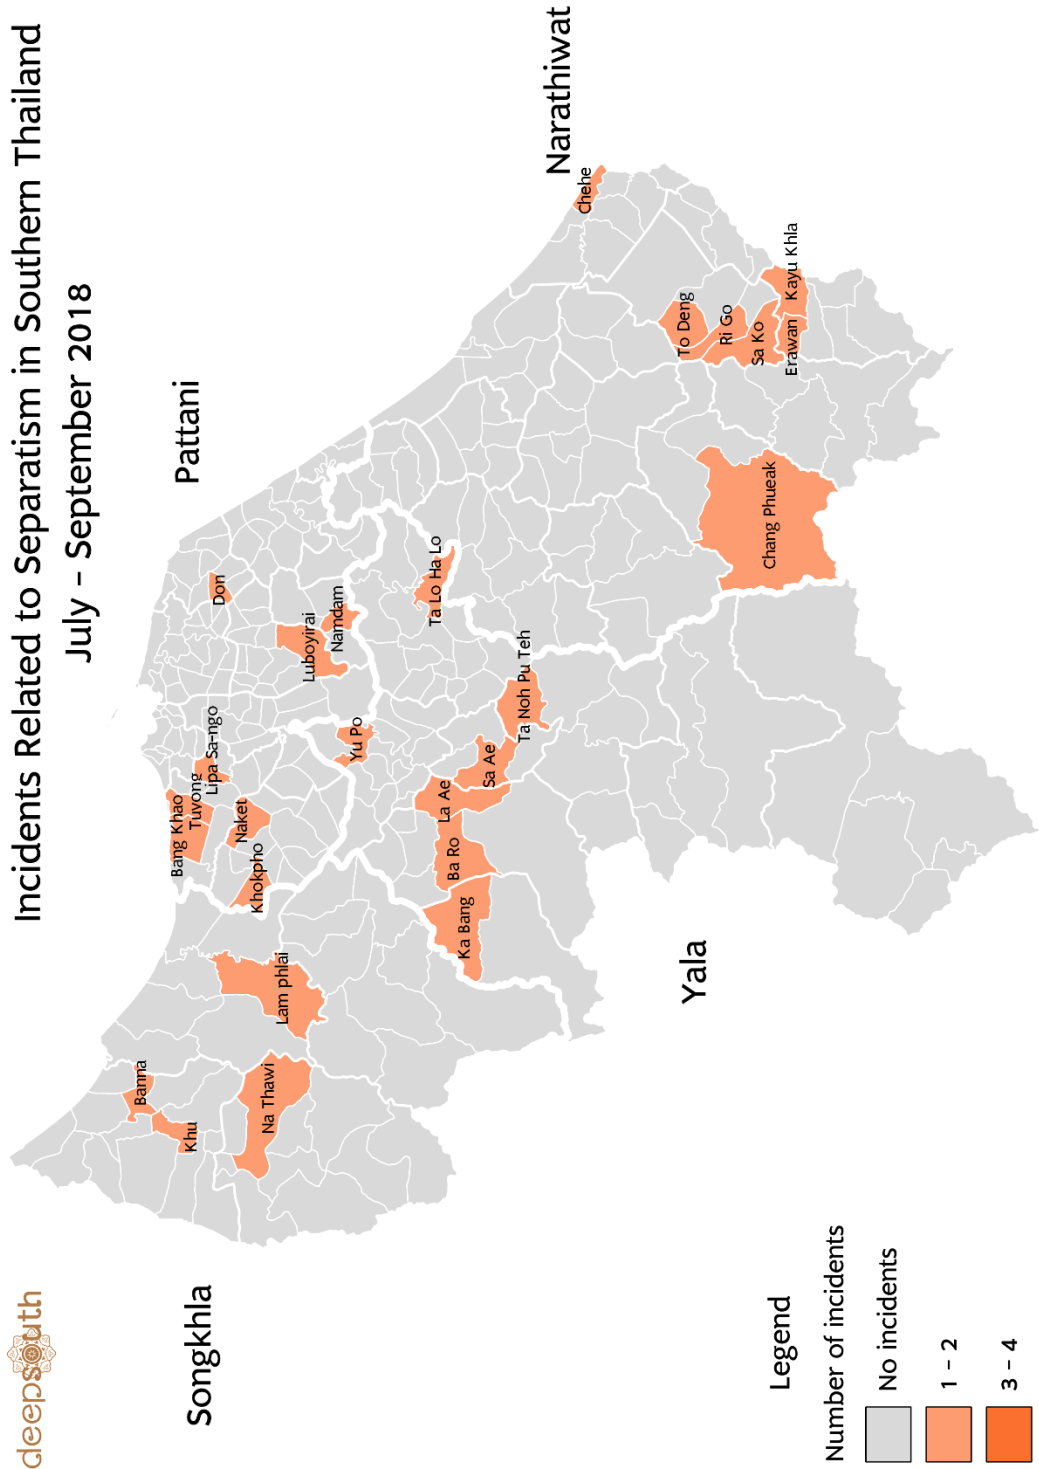 deepsouth
Incidents Related to Separatism in Southern Thailand
July – September 2018
Songkhla
Pattani
Narathiwat
Yala
Banna
Khu
Na Thawi
Lam phlai
Bang Khao
Tuyong
Lipa Sa-ngo
Naket
Khokpho
Don
Luboyirai
Namdam
Yu Po
Ta Lo Ha Lo
Ka Bang
Ba Ro
La Ae
Sa Ae
Ta Noh Pu Teh
Chehe
To Deng
Ri Go
Sa Ko
Erawan
Kayu Khla
Chang Phueak
Legend
Number of incidents
No incidents
1 – 2
3 – 4